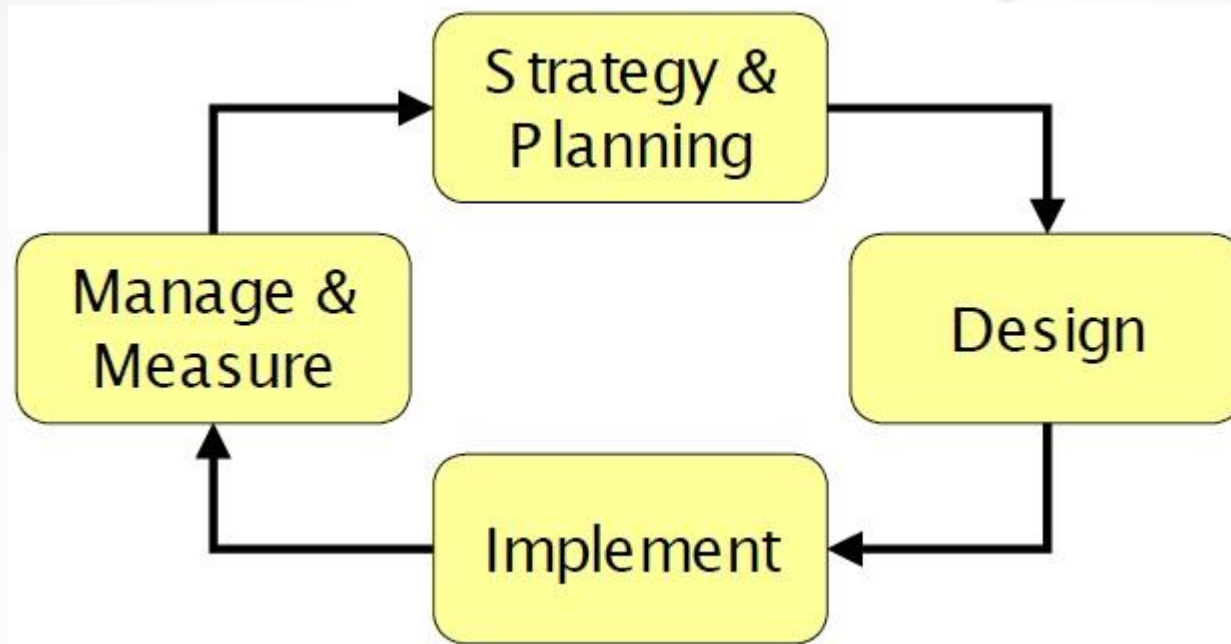 Strategy &
Planning
Manage &
Measure
Design
Implement